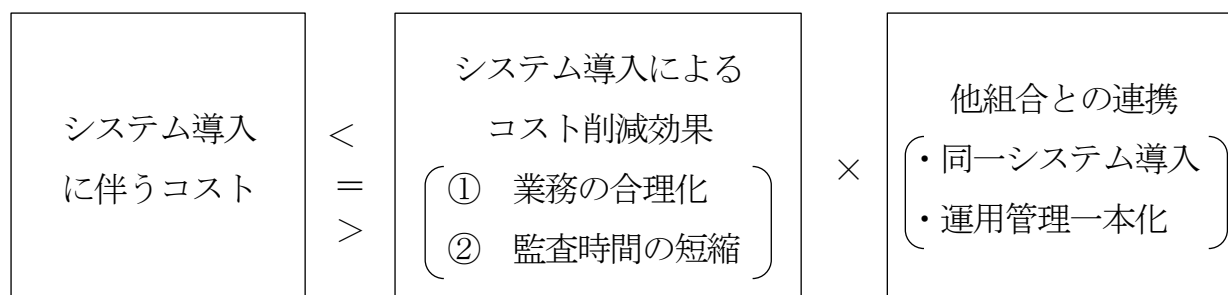 システム導入
に伴うコスト
<
=
>
システム導入による
コスト削減効果
① 業務の合理化
② 監査時間の短縮
×
他組合との連携
・同一システム導入
・運用管理一本化